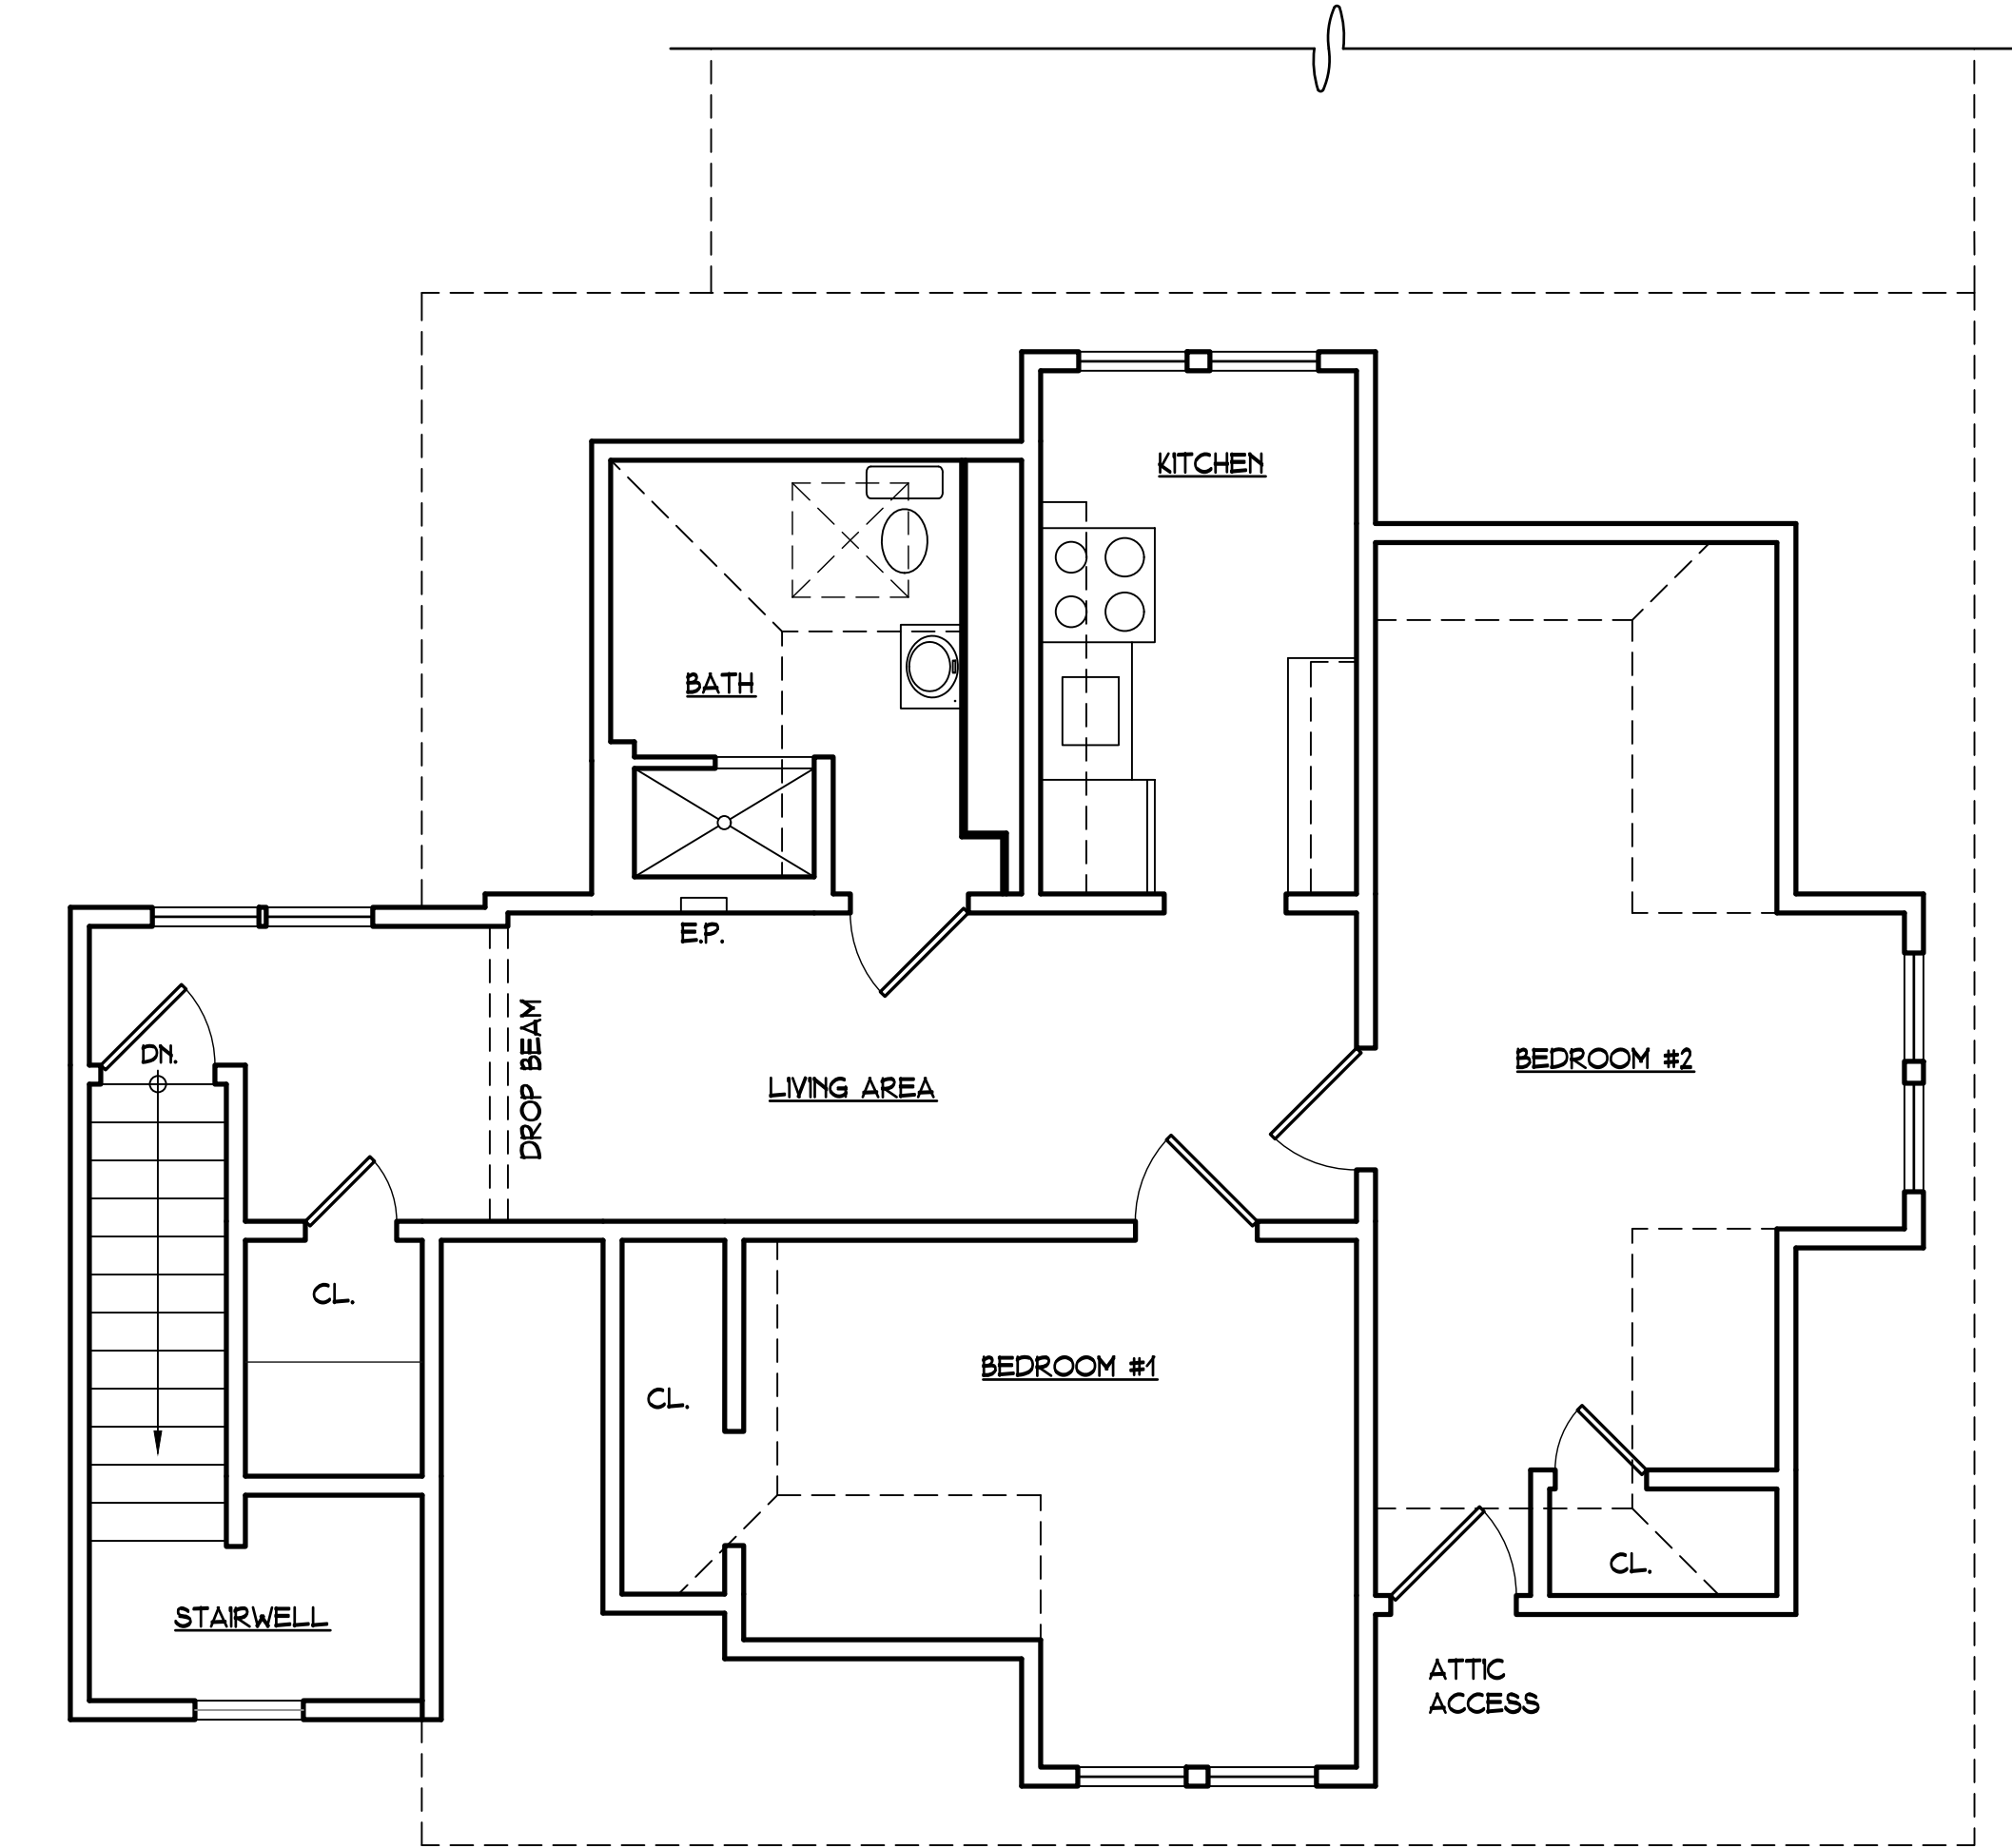 KITCHEN
BATH
E.P.
DN.
DROP BEAM
LIVING AREA
BEDROOM #2
CL.
CL.
BEDROOM #1
CL.
STAIRWELL
ATTIC
ACCESS